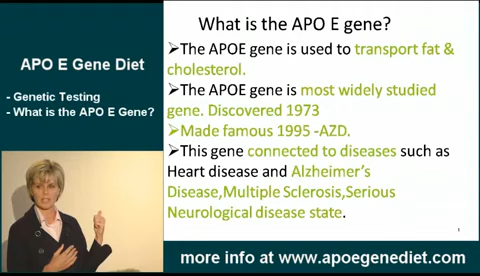 APO E Gene Diet
- Genetic Testing
- What is the APO E Gene?
What is the APO E gene?
➢The APOE gene is used to transport fat &
cholesterol.
➢The APOE gene is most widely studied
gene. Discovered 1973
➢Made famous 1995 -AZD.
➢This gene connected to diseases such as
Heart disease and Alzheimer's
Disease,Multiple Sclerosis,Serious
Neurological disease state.
more info at www.apoegenediet.com